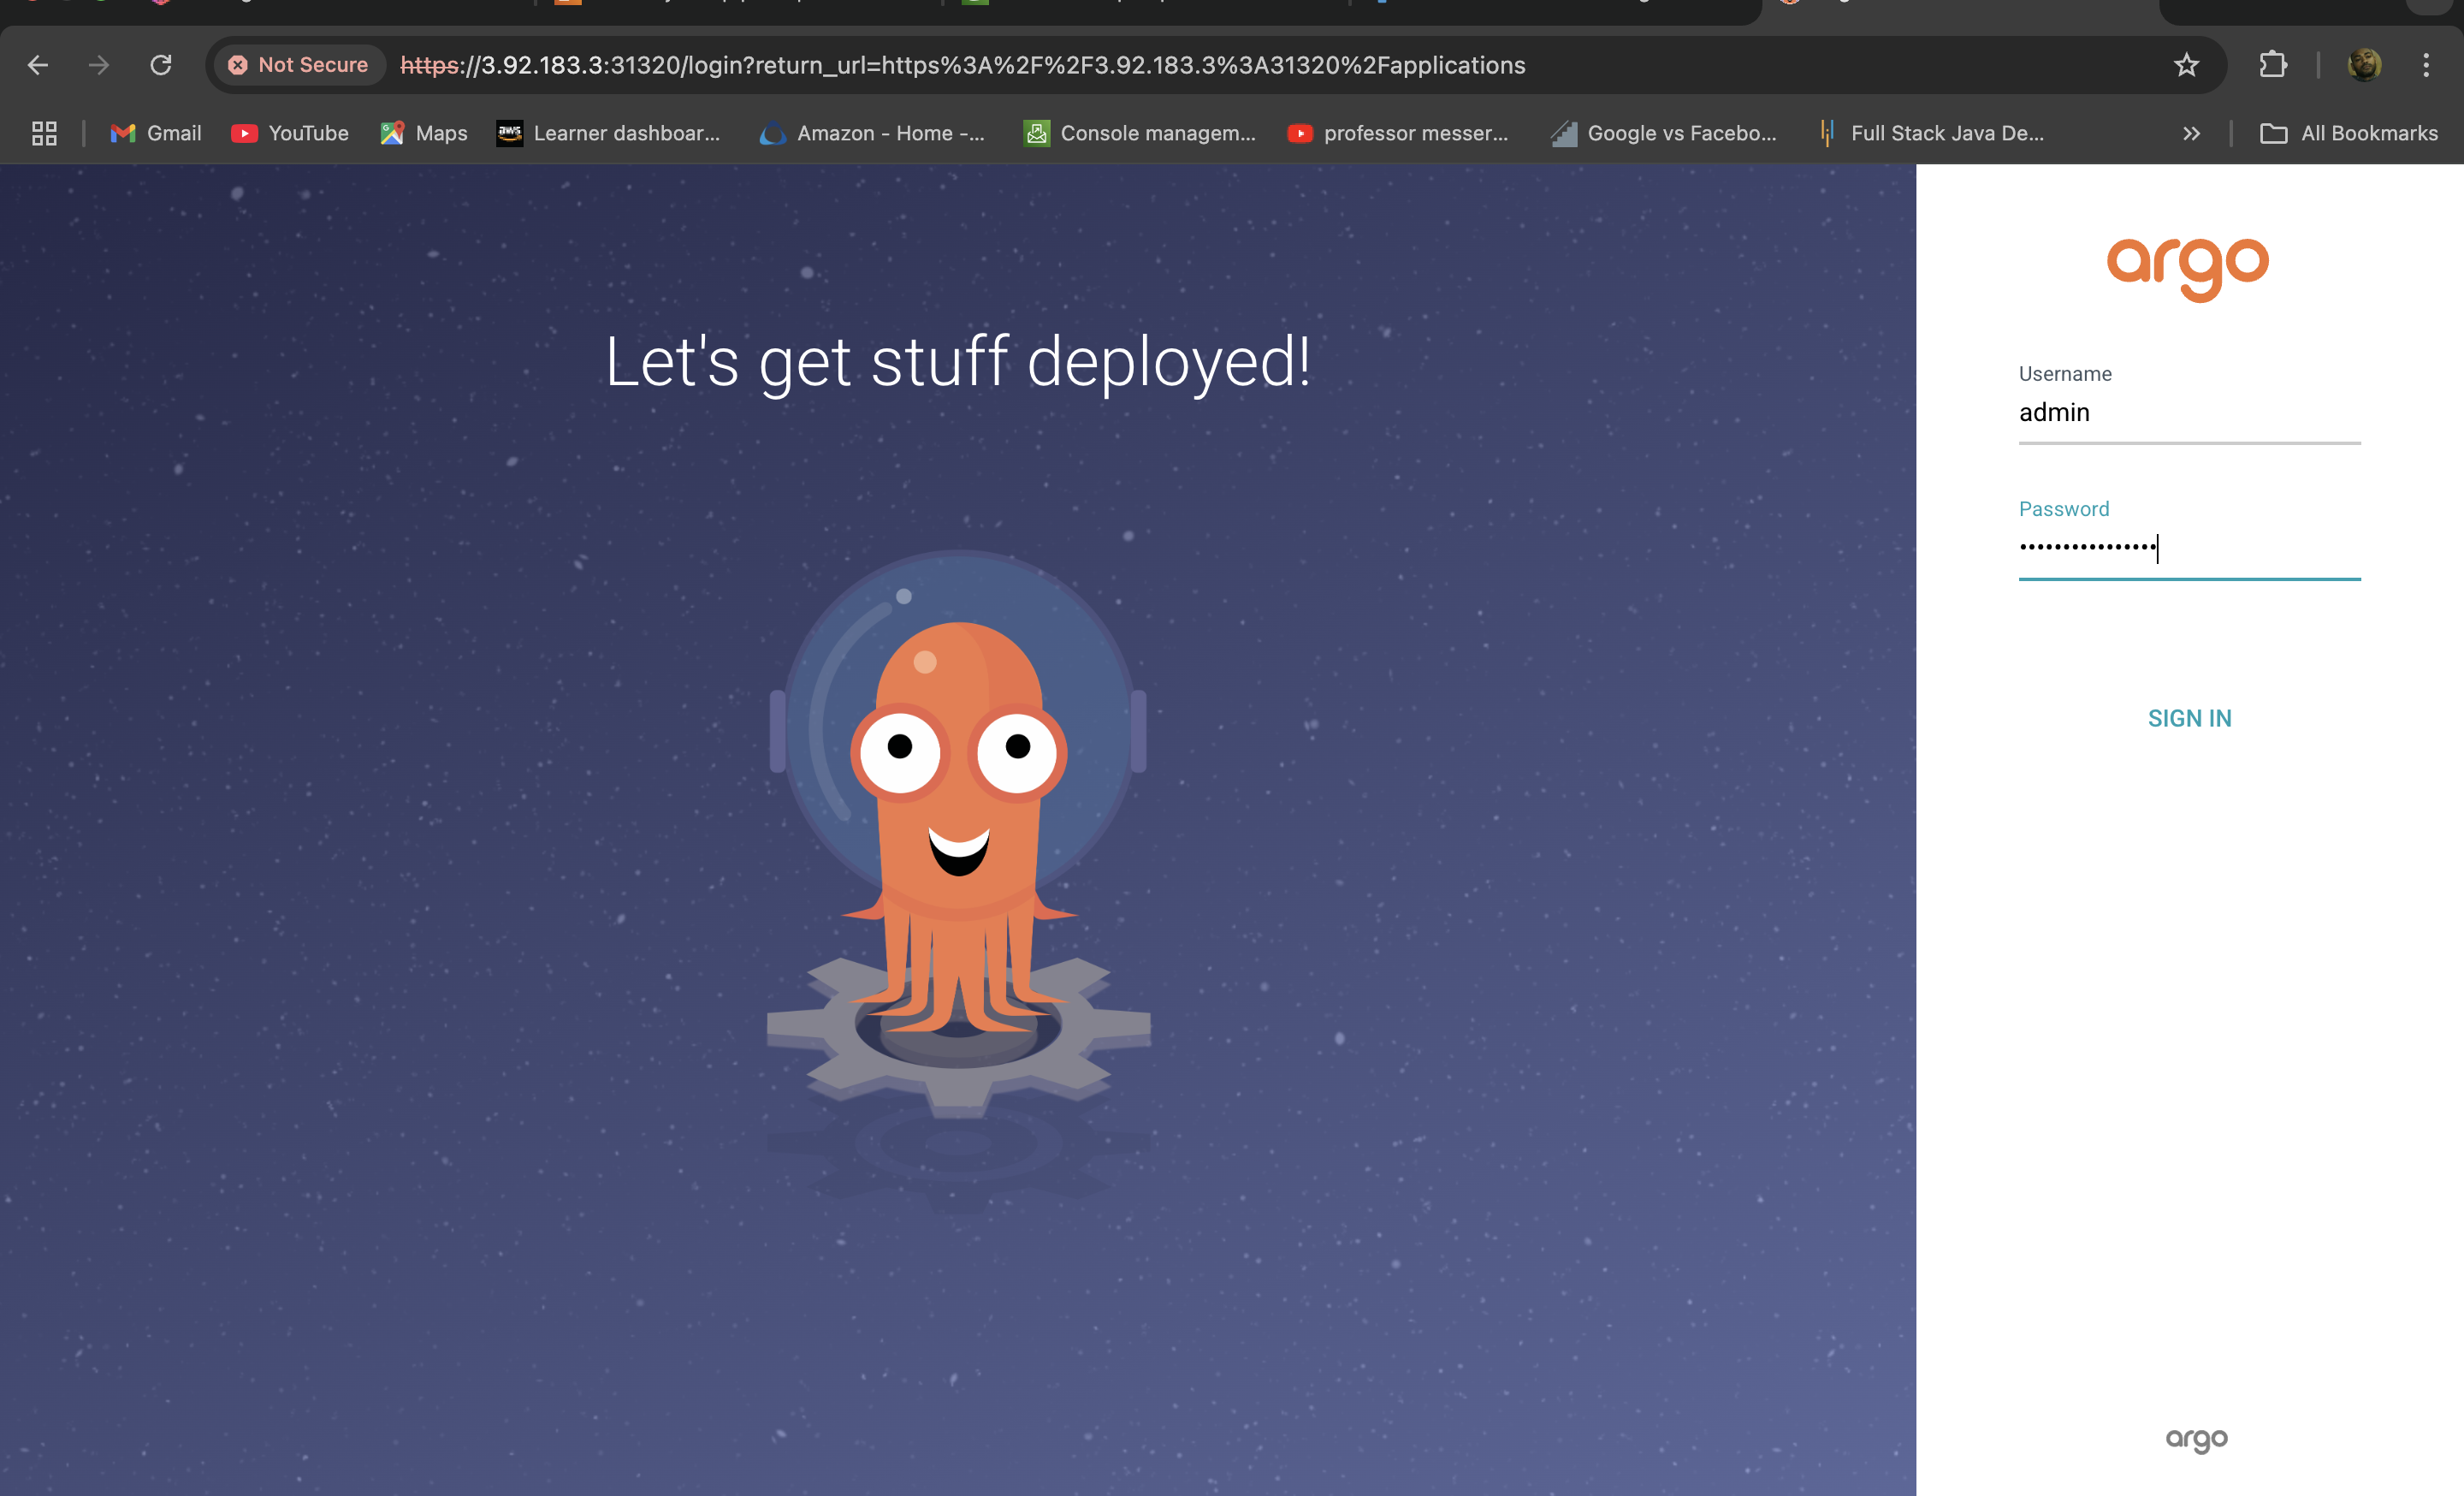 Not Secure https://3.92.183.3:31320/login?return_url=https%3A%2F%2F3.92.183.3%3A31320%2Fapplications
Gmail YouTube Maps Learner dashboar... Amazon - Home -... Console managem... professor messer... Google vs Facebo... Full Stack Java De... All Bookmarks
argo
Let's get stuff deployed!
Username
admin
Password
••••••••••••••••
SIGN IN
argo